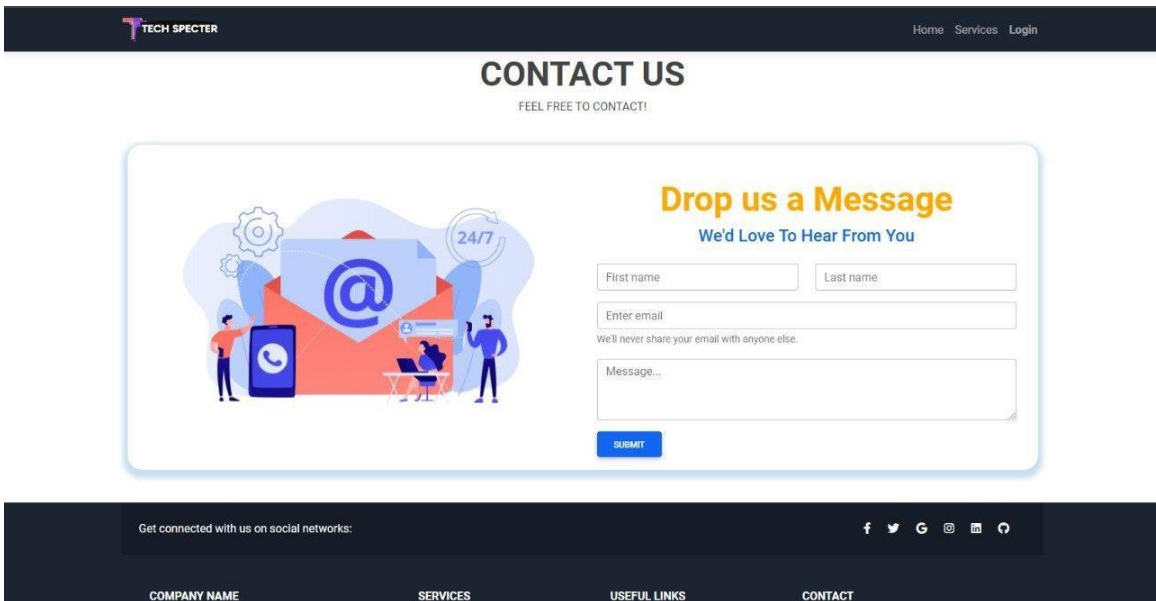 TECH SPECTER
Home Services Login
CONTACT US
FEEL FREE TO CONTACT!
24/7
@
Drop us a Message
We'd Love To Hear From You
First name Last name
Enter email
We'll never share your email with anyone else.
Message...
SUBMIT
Get connected with us on social networks:
COMPANY NAME SERVICES USEFUL LINKS CONTACT